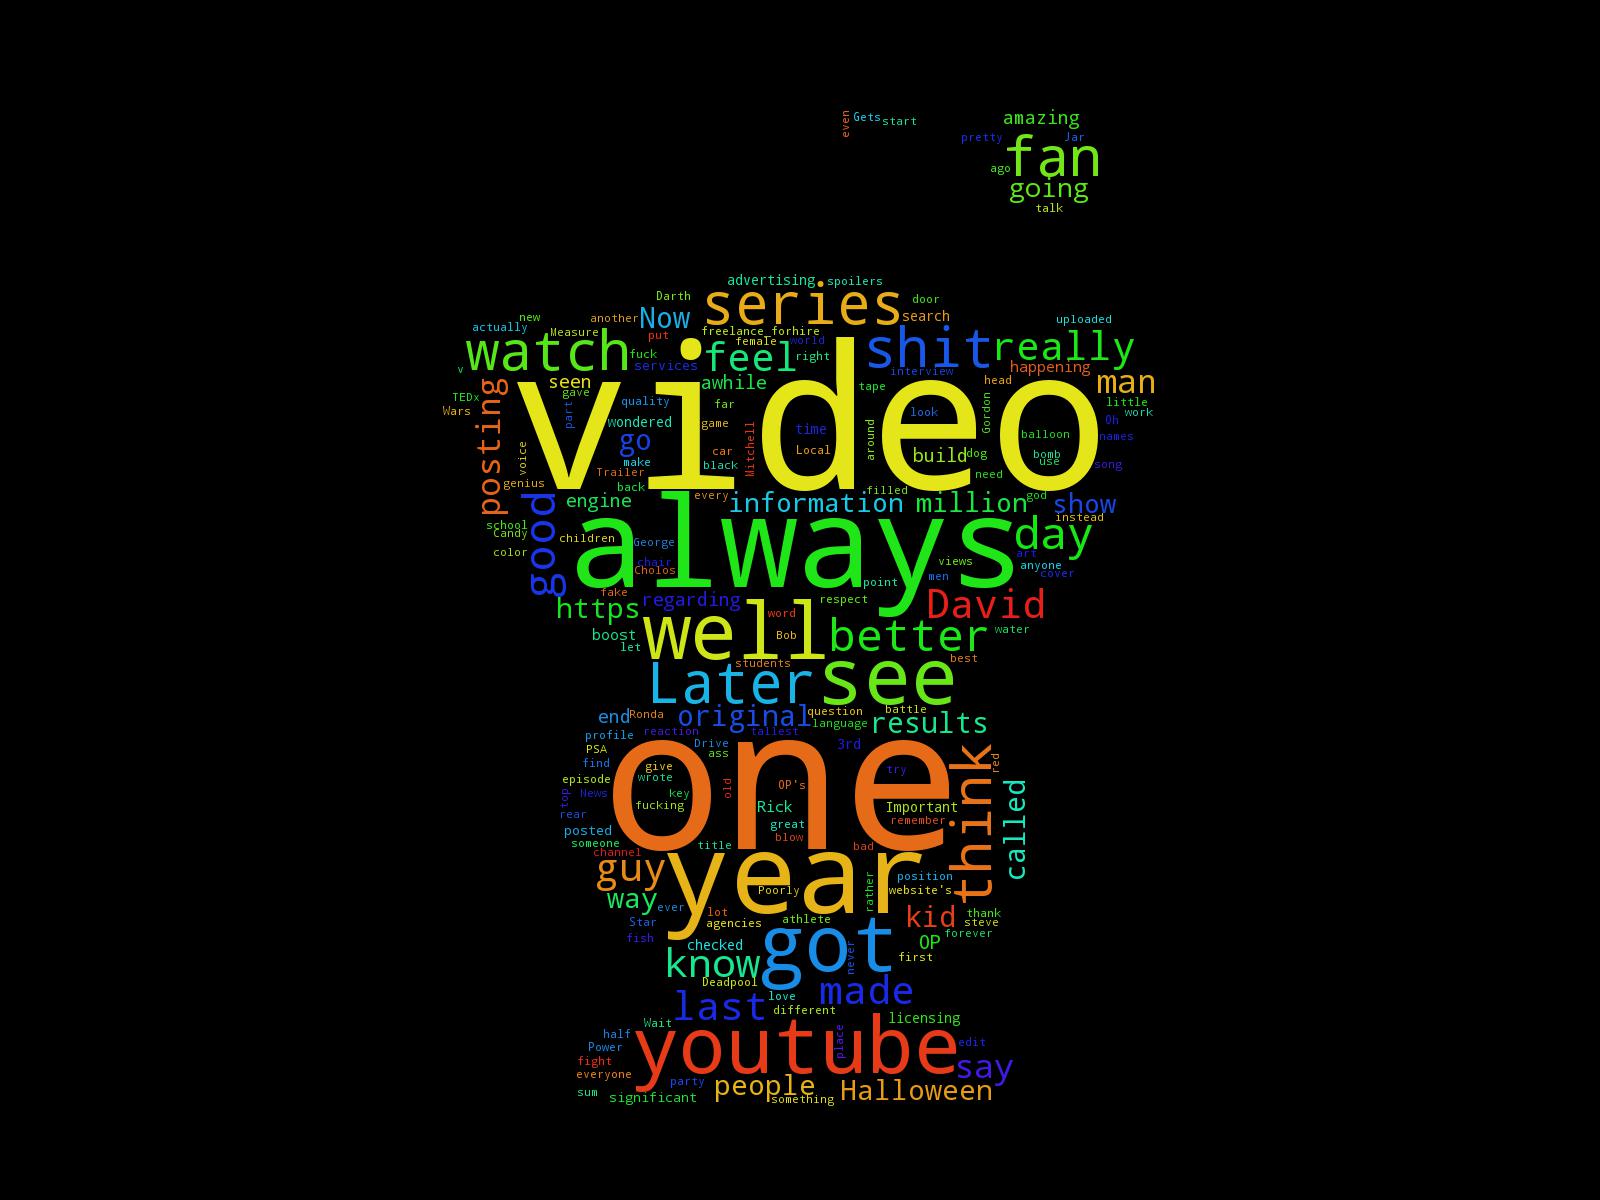 even Gets start
amazing
pretty Jar
fan
ago
going
talk
advertising spoilers
Darth series door
new another Now search uploaded
actually Measure put freelance forhire shit really
watch fuck feel female world right
v services interview happening
posting seen awhile tape head man
TEDx gave video little
Wars part quality far look Gordon work
wondered game Oh
voice go car Mitchell time around balloon names
make black Local build dog bomb use song
genius Trailer need
back every filled god
good engine information million show
school always instead
Candy children George day
color chair views art anyone
Cholos point men cover
fake regarding respect David
https word
boost well Bob better water
let students best
Later see
end Ronda original question battle
reaction language results
profile tallest
PSA Drive 3rd
find ass red
episode give one try think
top News wrote old OP's called
rear fucking key Rick Important
posted great remember
someone title blow bad
channel
guy year position
way Poorly rather website's
ever lot kid thank
Star agencies athlete steve
fish checked got OP forever
know never first
Deadpool
last love made
different
Wait licensing
half youtube place edit
Power
fight say
everyone party people
sum significant something Halloween